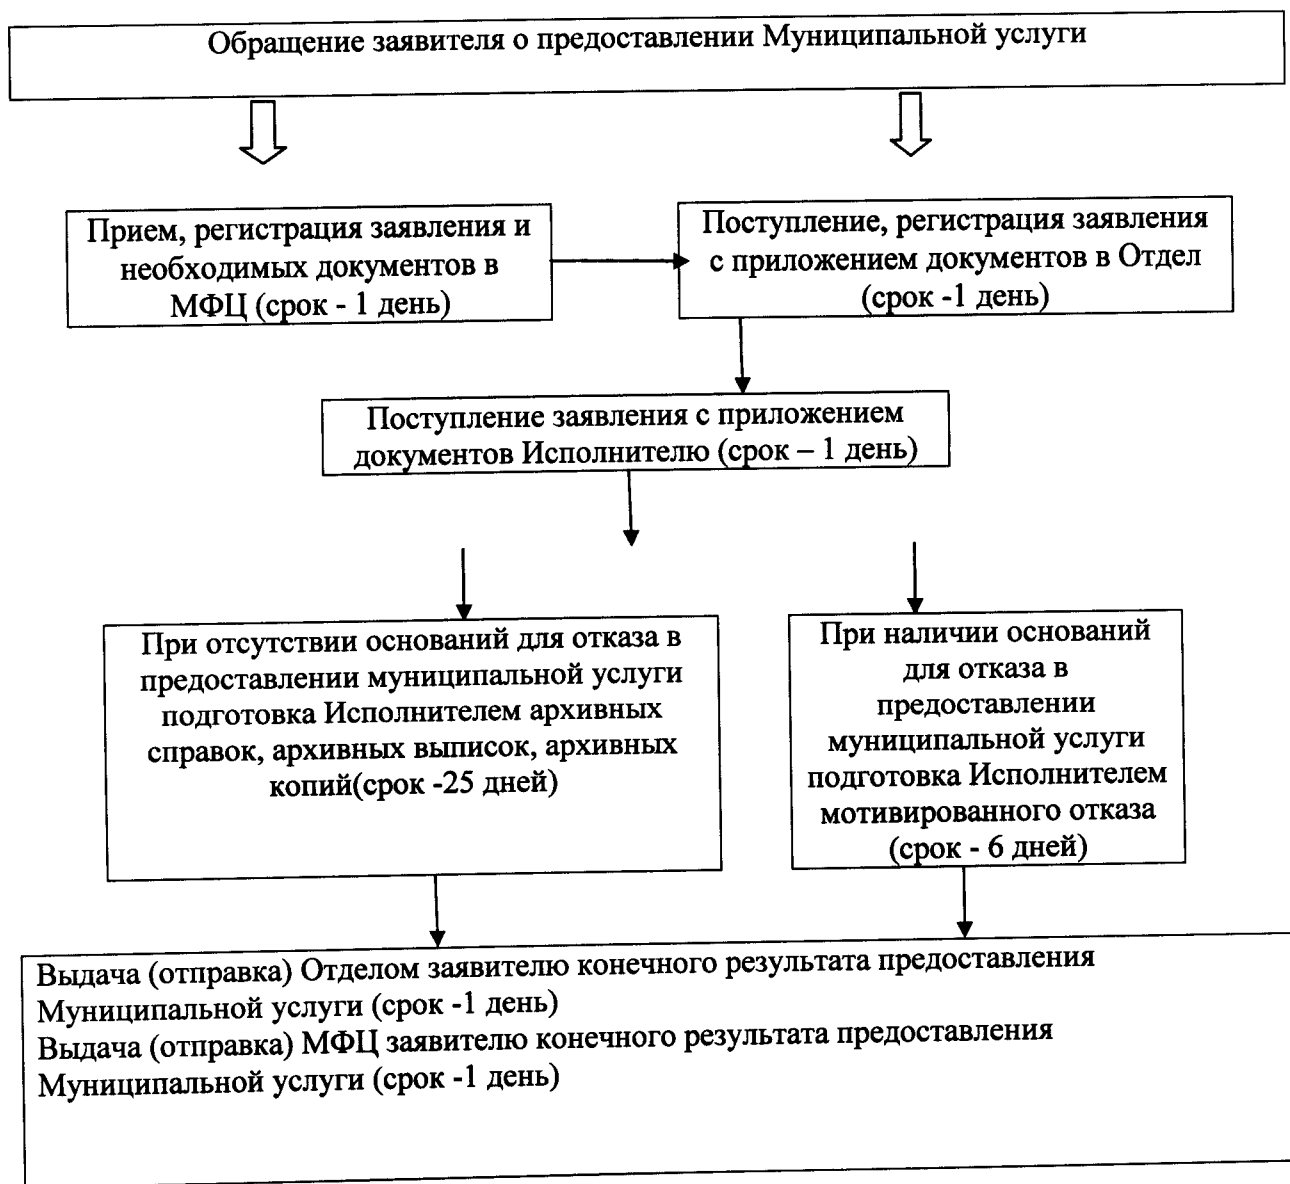 Обращение заявителя о предоставлении Муниципальной услуги
Прием, регистрация заявления и
необходимых документов в
МФЦ (срок - 1 день)
Поступление, регистрация заявления
с приложением документов в Отдел
(срок -1 день)
Поступление заявления с приложением
документов Исполнителю (срок – 1 день)
При отсутствии оснований для отказа в
предоставлении муниципальной услуги
подготовка Исполнителем архивных
справок, архивных выписок, архивных
копий(срок -25 дней)
При наличии оснований
для отказа в
предоставлении
муниципальной услуги
подготовка Исполнителем
мотивированного отказа
(срок - 6 дней)
Выдача (отправка) Отделом заявителю конечного результата предоставления
Муниципальной услуги (срок -1 день)
Выдача (отправка) МФЦ заявителю конечного результата предоставления
Муниципальной услуги (срок -1 день)